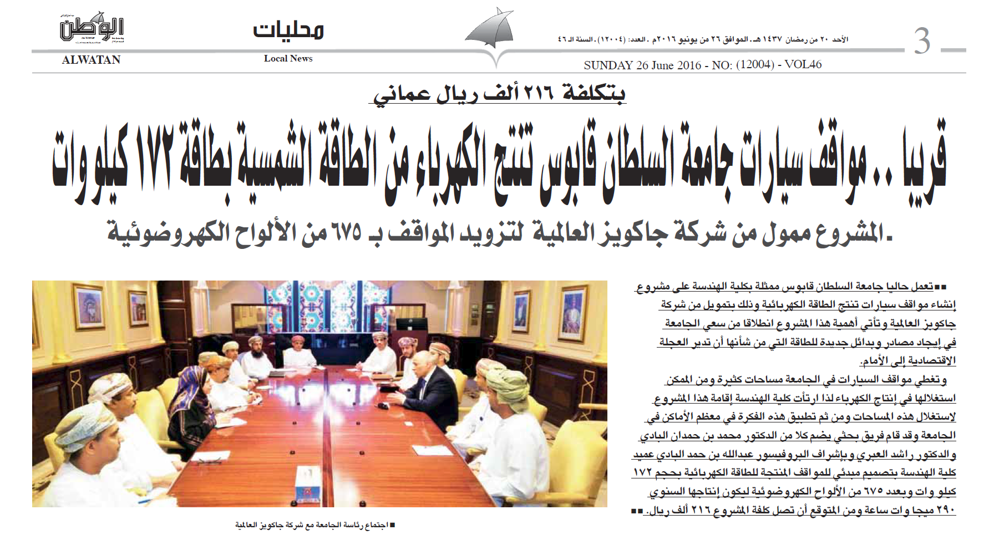 الوطن
ALWATAN
محليات
Local News
الأحد ٢٠ من رمضان ١٤٣٧ هـ ـ الموافق ٢٦ من يونيو ٢٠١٦م ـ العدد: (١٢٠٠٤) ـ السنة الـ ٤٦
SUNDAY 26 June 2016 - NO: (12004) - VOL46
3
بتكلفة ٢١٦ ألف ريال عماني
قريبا .. مواقف سيارات جامعة السلطان قابوس تنتج الكهرباء من الطاقة الشمسية بطاقة ١٧٢ كيلو وات
ـ المشروع ممول من شركة جاكويز العالمية لتزويد المواقف بـ ٦٧٥ من الألواح الكهروضوئية
■■ تعمل حاليا جامعة السلطان قابوس ممثلة بكلية الهندسة على مشروع
إنشاء مواقف سيارات تنتج الطاقة الكهربائية وذلك بتمويل من شركة
جاكويز العالمية وتأتي أهمية هذا المشروع انطلاقا من سعي الجامعة
في إيجاد مصادر وبدائل جديدة للطاقة التي من شأنها أن تدير العجلة
الإقتصادية إلى الأمام.
وتغطي مواقف السيارات في الجامعة مساحات كثيرة ومن الممكن
استغلالها في إنتاج الكهرباء لذا ارتأت كلية الهندسة إقامة هذا المشروع
لاستغلال هذه المساحات ومن ثم تطبيق هذه الفكرة في معظم الأماكن في
الجامعة وقد قام فريق بحثي يضم كلا من الدكتور محمد بن حمدان البادي
والدكتور راشد العبري وبإشراف البروفيسور عبدالله بن حمد البادي عميد
كلية الهندسة بتصميم مبدئي للمواقف المنتجة للطاقة الكهربائية بحجم ١٧٢
كيلو وات وبعدد ٦٧٥ من الألواح الكهروضوئية ليكون إنتاجها السنوي
٢٩٠ ميجا وات ساعة ومن المتوقع أن تصل كلفة المشروع ٢١٦ ألف ريال. ■■
■ اجتماع رئاسة الجامعة مع شركة جاكويز العالمية